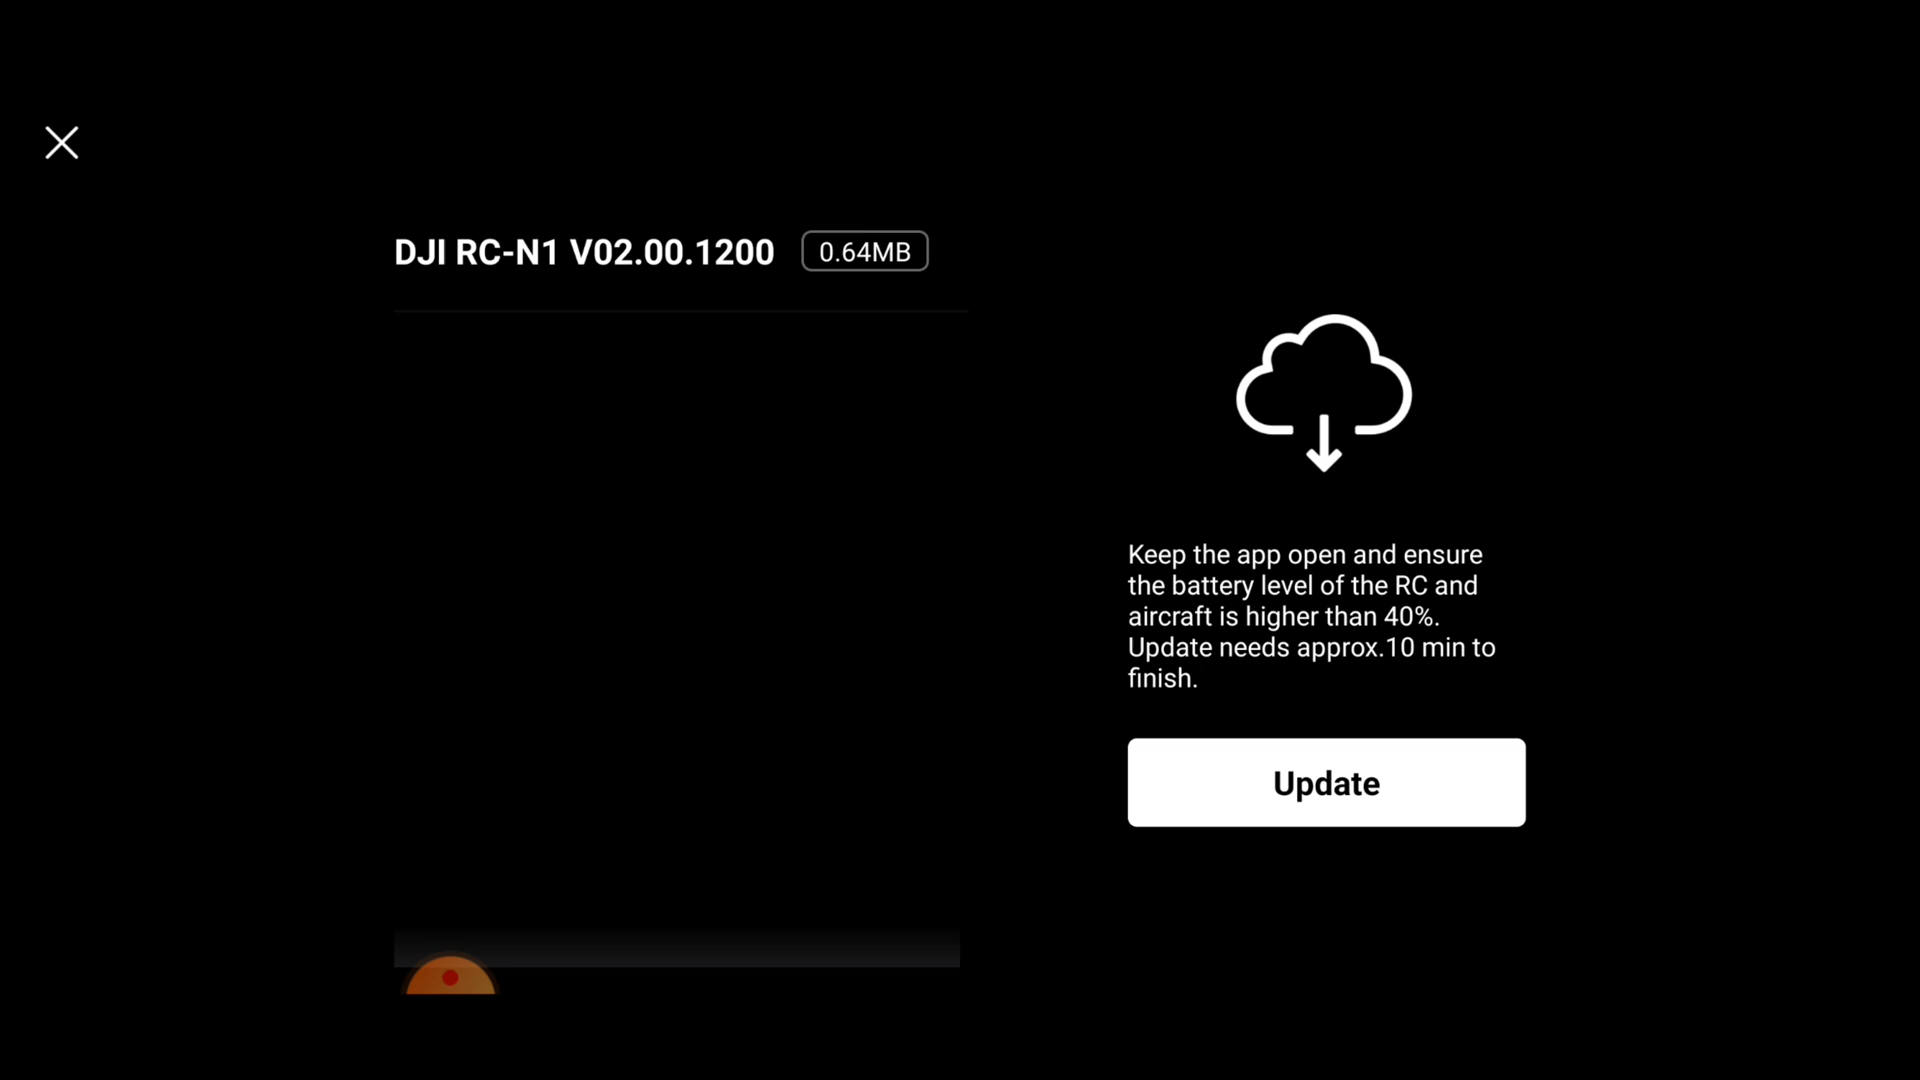 DJI RC-N1 V02.00.1200 0.64MB
Keep the app open and ensure
the battery level of the RC and
aircraft is higher than 40%.
Update needs approx.10 min to
finish.
Update